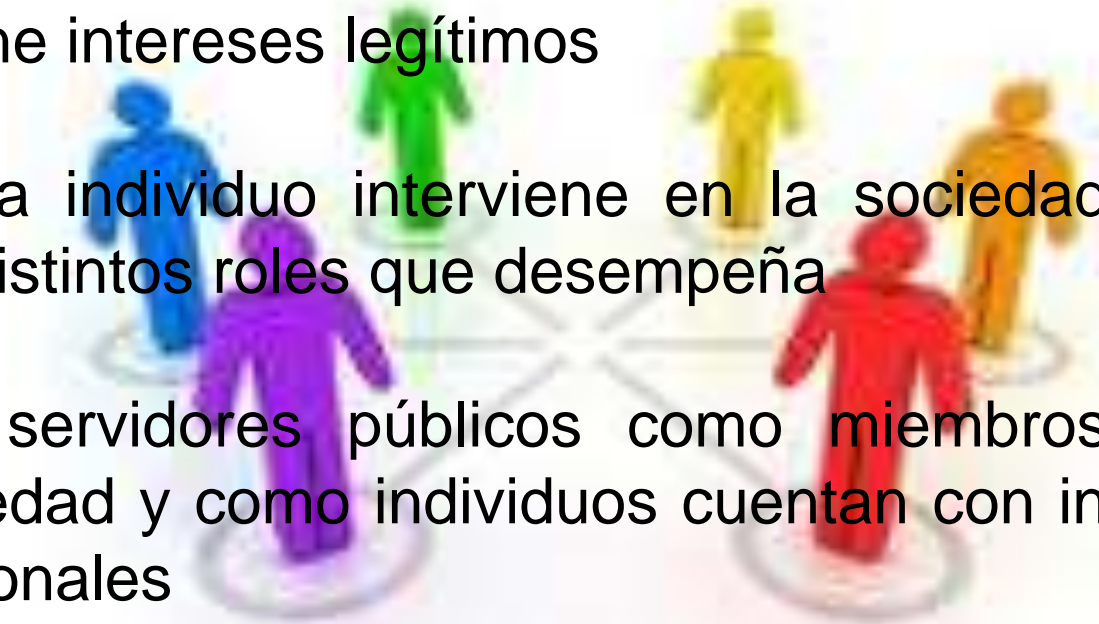 ne intereses legítimos
a individuo interviene en la sociedad
istintos roles que desempeña
servidores públicos como miembros
edad y como individuos cuentan con in
onales